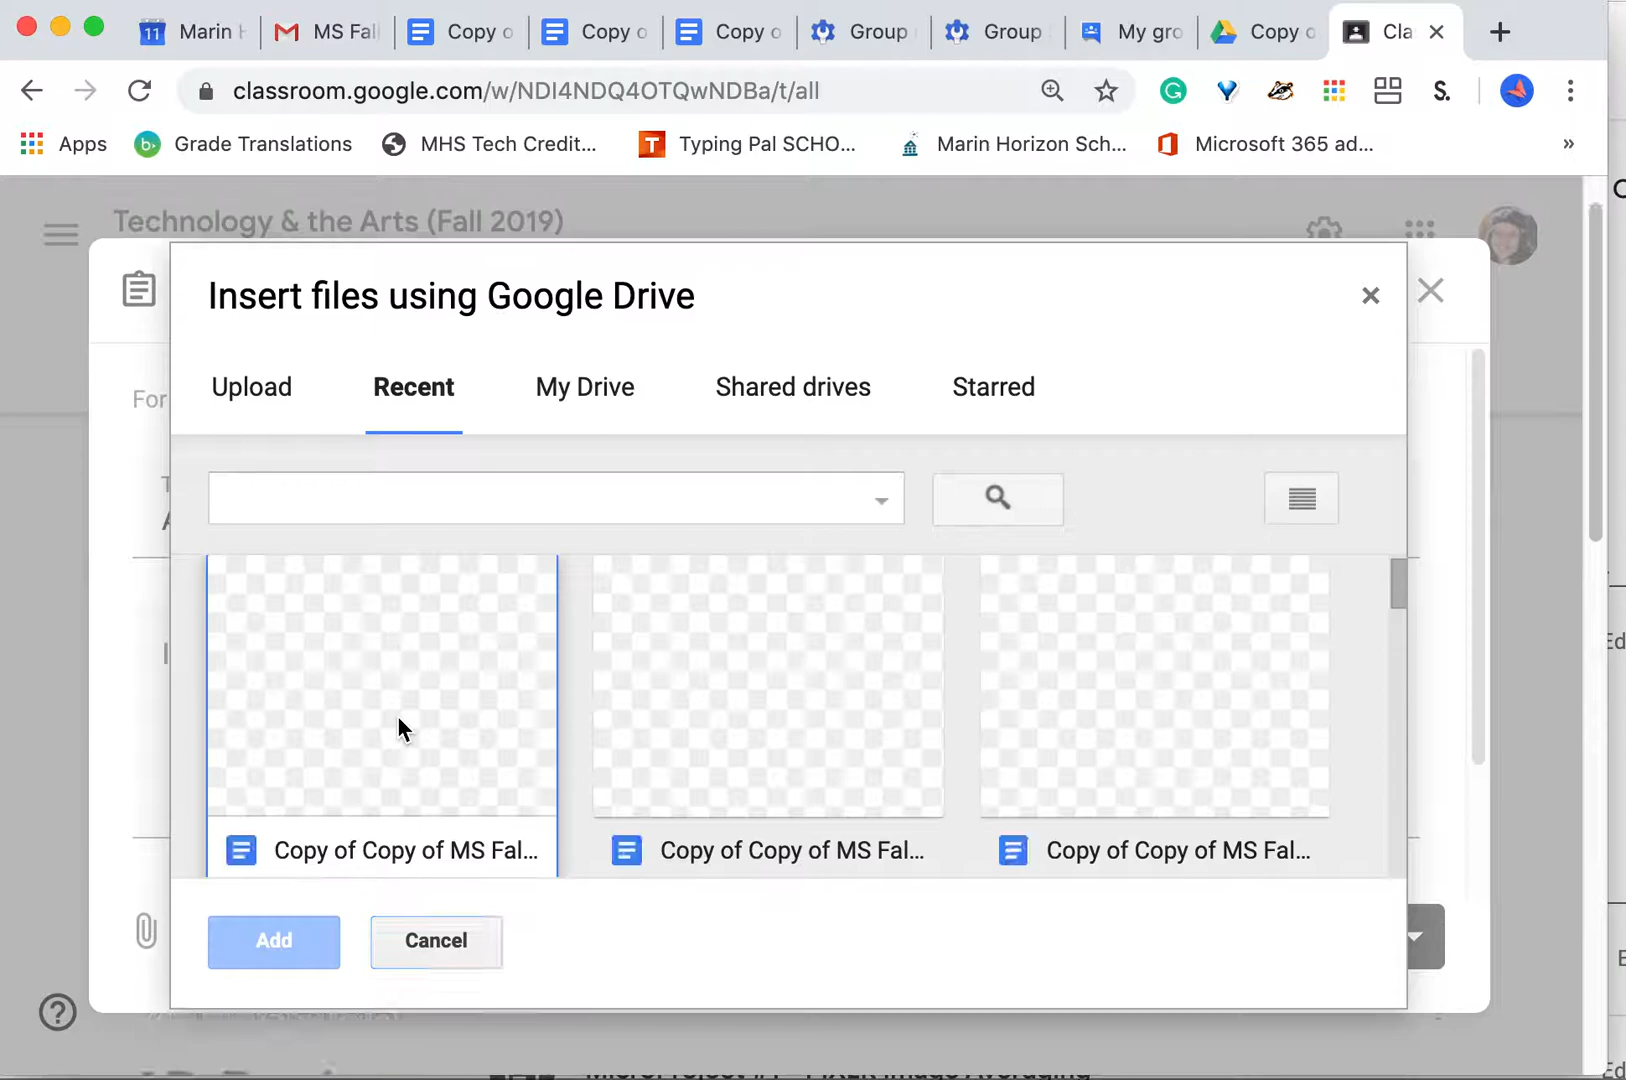 Marin H
MS Fal
Copy o
Copy o
Copy o
Group
Group
My gro
Copy o
Cla
classroom.google.com/w/NDI4NDQ4OTQwNDBa/t/all
Apps
Grade Translations
MHS Tech Credit...
Typing Pal SCHO...
Marin Horizon Sch...
Microsoft 365 ad...
»
Technology & the Arts (Fall 2019)
Insert files using Google Drive
Upload
Recent
My Drive
Shared drives
Starred
For
Copy of Copy of MS Fal...
Copy of Copy of MS Fal...
Copy of Copy of MS Fal...
Add
Cancel
Ed